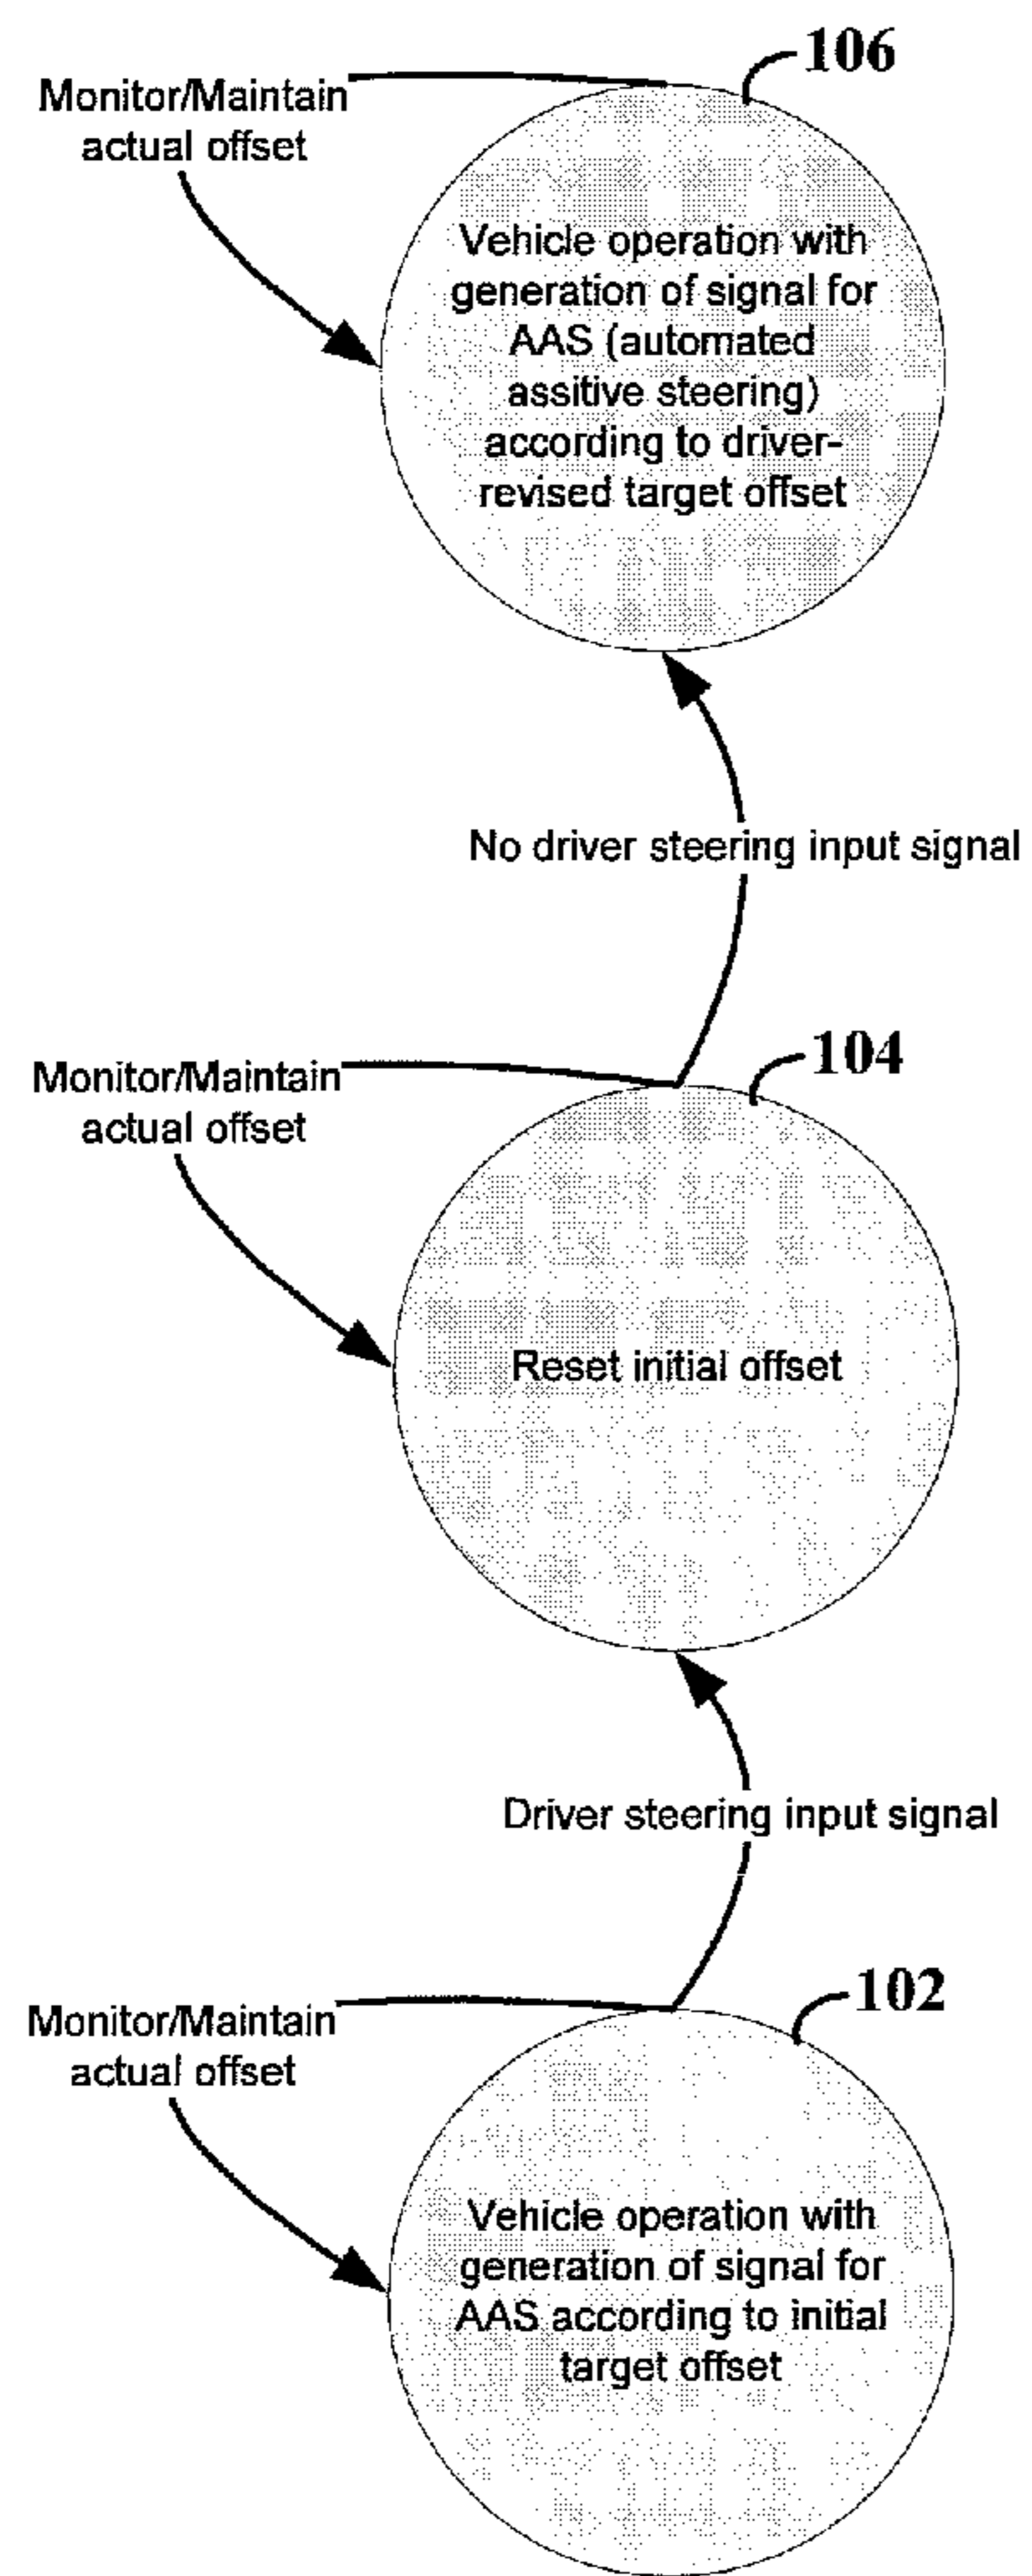 106
Monitor/Maintain
actual offset
Vehicle operation with
generation of signal for
AAS (automated
assitive steering)
according to driver-
revised target offset
No driver steering input signal
104
Monitor/Maintain
actual offset
Reset initial offset
Driver steering input signal
102
Monitor/Maintain
actual offset
Vehicle operation with
generation of signal for
AAS according to initial
target offset